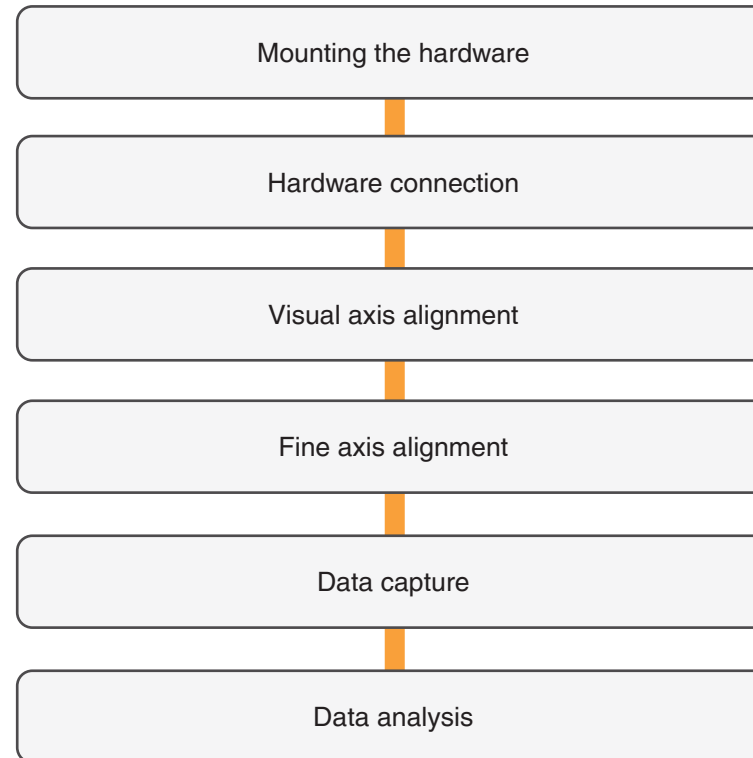 Mounting the hardware
Hardware connection
Visual axis alignment
Fine axis alignment
Data capture
Data analysis